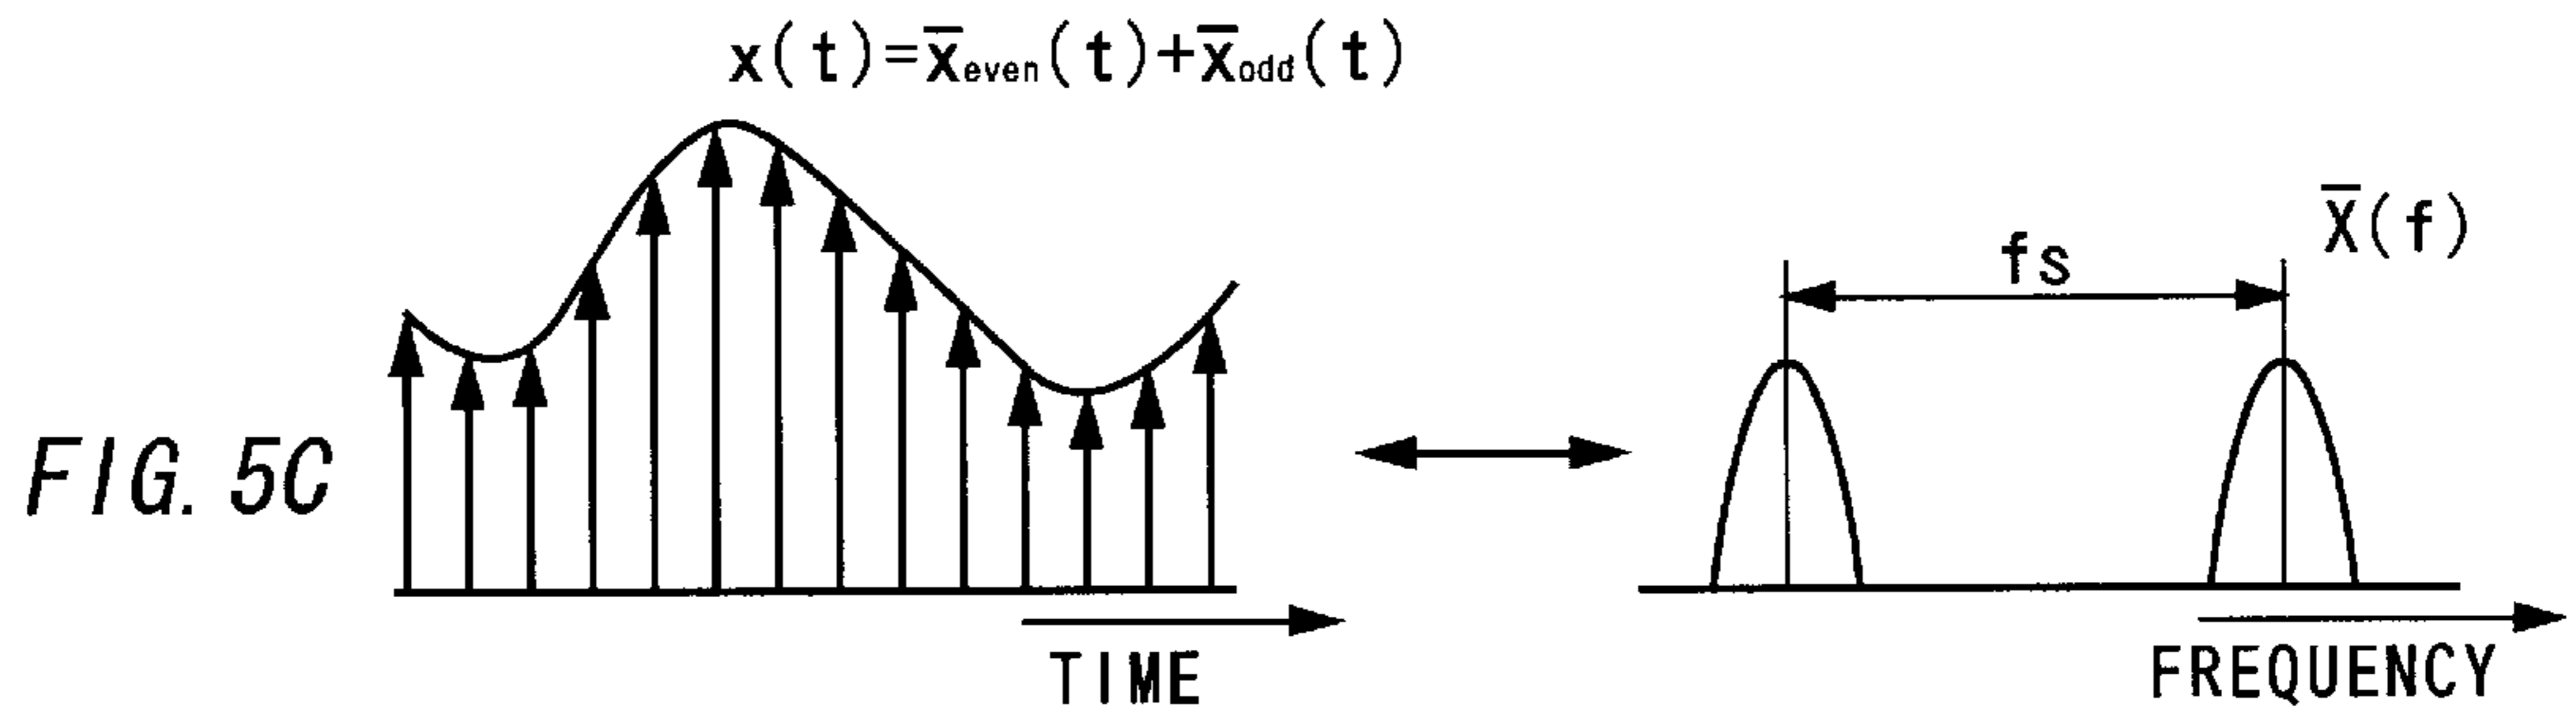 x(t)=x̅even(t)+x̅odd(t)
X̅(f)
fs
FIG. 5C
TIME
FREQUENCY